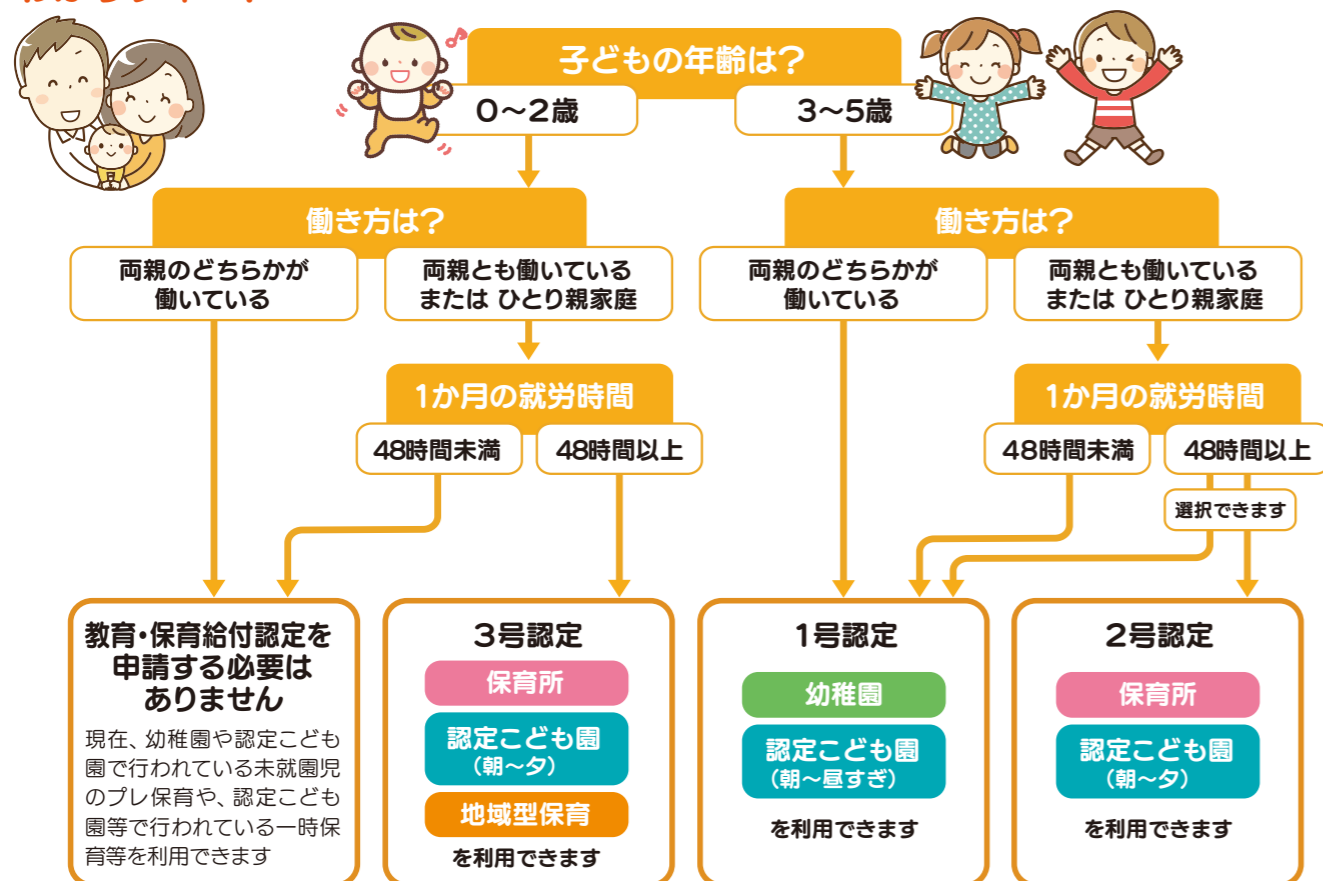 子どもの年齢は?
0〜2歳
3〜5歳
働き方は?
両親のどちらかが
働いている
両親とも働いている
または ひとり親家庭
働き方は?
両親のどちらかが
働いている
両親とも働いている
または ひとり親家庭
1か月の就労時間
48時間未満
48時間以上
1か月の就労時間
48時間未満
48時間以上
選択できます
教育・保育給付認定を
申請する必要は
ありません
現在、幼稚園や認定こども
園で行われている未就園児
のプレ保育や、認定こども
園等で行われている一時保
育等を利用できます
3号認定
保育所
認定こども園
(朝〜夕)
地域型保育
を利用できます
1号認定
幼稚園
認定こども園
(朝〜昼すぎ)
を利用できます
2号認定
保育所
認定こども園
(朝〜夕)
を利用できます